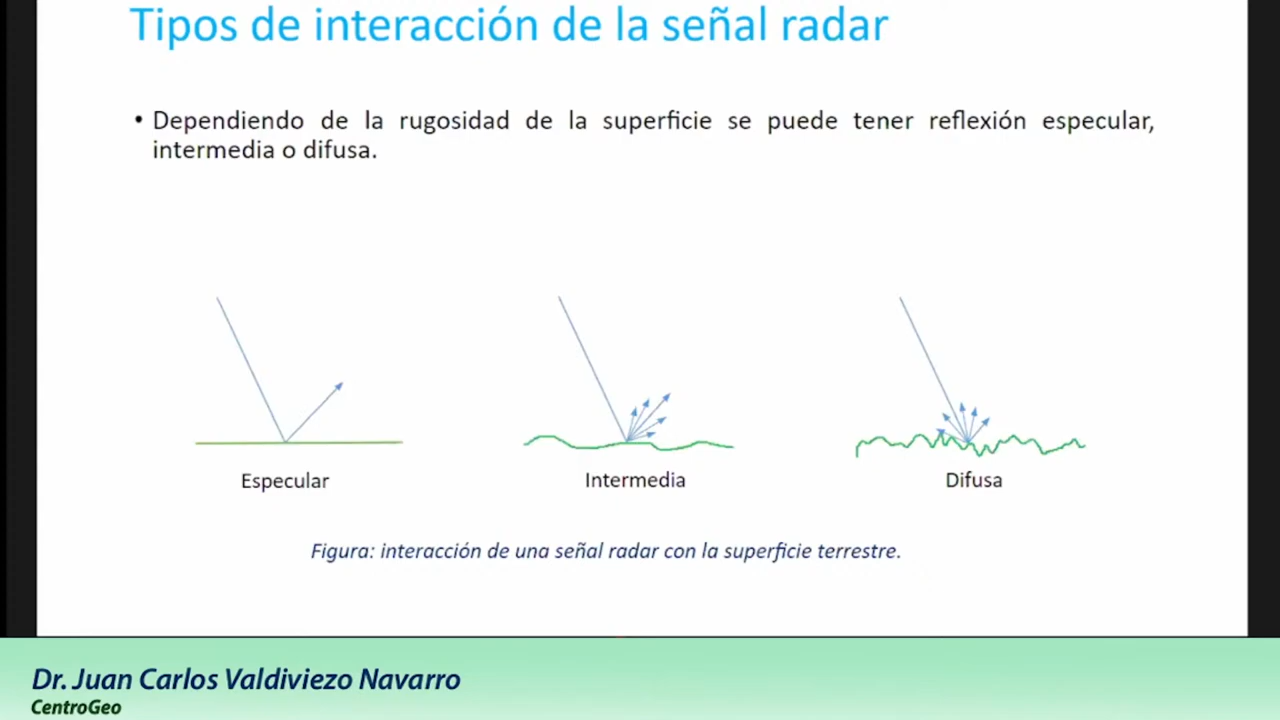 Tipos de interacción de la señal radar
• Dependiendo de la rugosidad de la superficie se puede tener reflexión especular,
intermedia o difusa.
Especular
Intermedia
Difusa
Figura: interacción de una señal radar con la superficie terrestre.
Dr. Juan Carlos Valdiviezo Navarro
CentroGeo